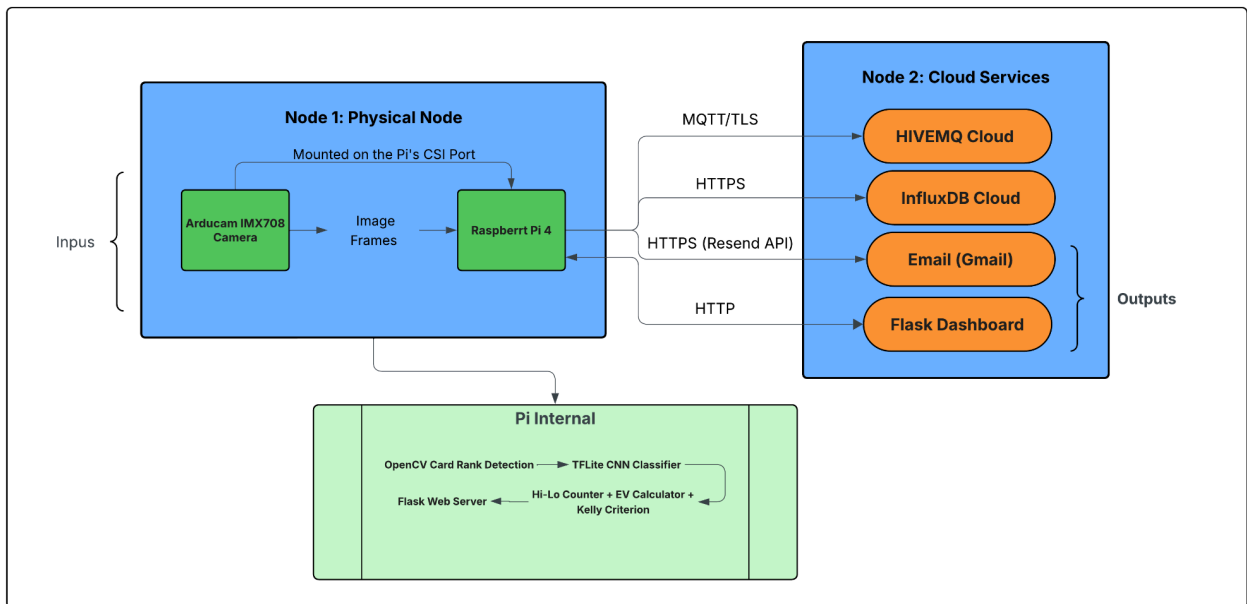 Node 1: Physical Node
Mounted on the Pi's CSI Port
Inpus
Arducam IMX708
Camera
Image
Frames
Raspberrt Pi 4
MQTT/TLS
HTTPS
HTTPS (Resend API)
HTTP
Node 2: Cloud Services
HIVEMQ Cloud
InfluxDB Cloud
Email (Gmail)
Flask Dashboard
Outputs
Pi Internal
OpenCV Card Rank Detection
TFLite CNN Classifier
Hi-Lo Counter + EV Calculator +
Kelly Criterion
Flask Web Server